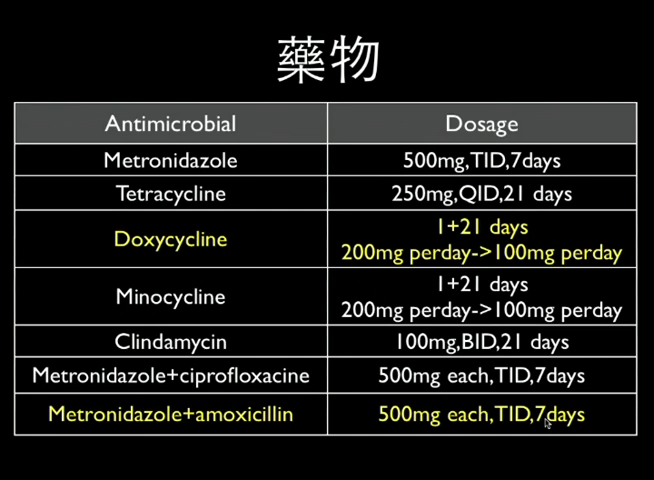 藥物
Antimicrobial Dosage
Metronidazole 500mg,TID,7days
Tetracycline 250mg,QID,21 days
Doxycycline 1+21 days
200mg perday->100mg perday
Minocycline 1+21 days
200mg perday->100mg perday
Clindamycin 100mg,BID,21 days
Metronidazole+ciprofloxacine 500mg each,TID,7days
Metronidazole+amoxicillin 500mg each,TID,7days